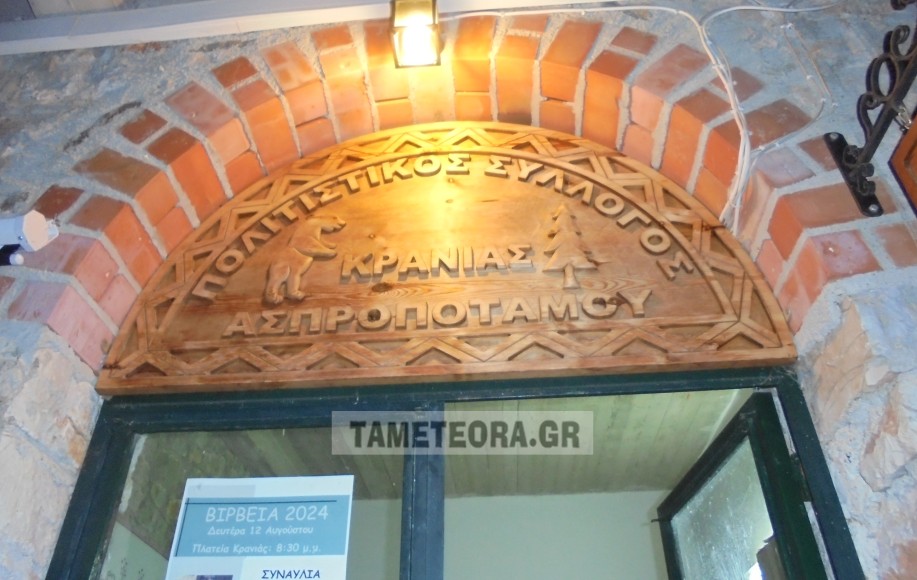 ΠΟΛΙΤΙΣΤΙΚΟΣ ΣΥΛΛΟΓΟΣ
ΚΡΑΝΙΑΣ
ΑΣΠΡΟΠΟΤΑΜΟΥ
TAMETEORA.GR
ΒΙΡΒΕΙΑ 2024
Δευτέρα 12 Αυγούστου
Πλατεία Κρανιάς: 8:30 μ.μ.
ΣΥΝΑΥΛΙΑ